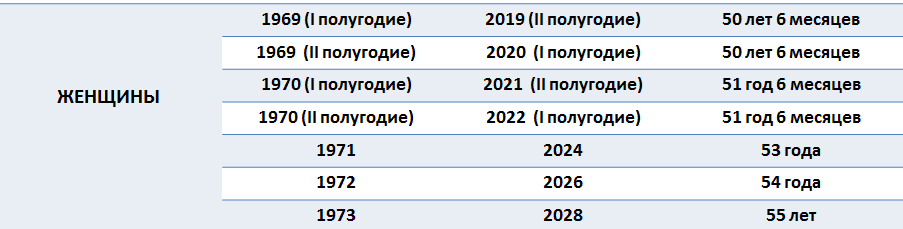 1969 (I полугодие) 2019 (II полугодие) 50 лет 6 месяцев
1969 (II полугодие) 2020 (I полугодие) 50 лет 6 месяцев
1970 (I полугодие) 2021 (II полугодие) 51 год 6 месяцев
ЖЕНЩИНЫ
1970 (II полугодие) 2022 (I полугодие) 51 год 6 месяцев
1971 2024 53 года
1972 2026 54 года
1973 2028 55 лет